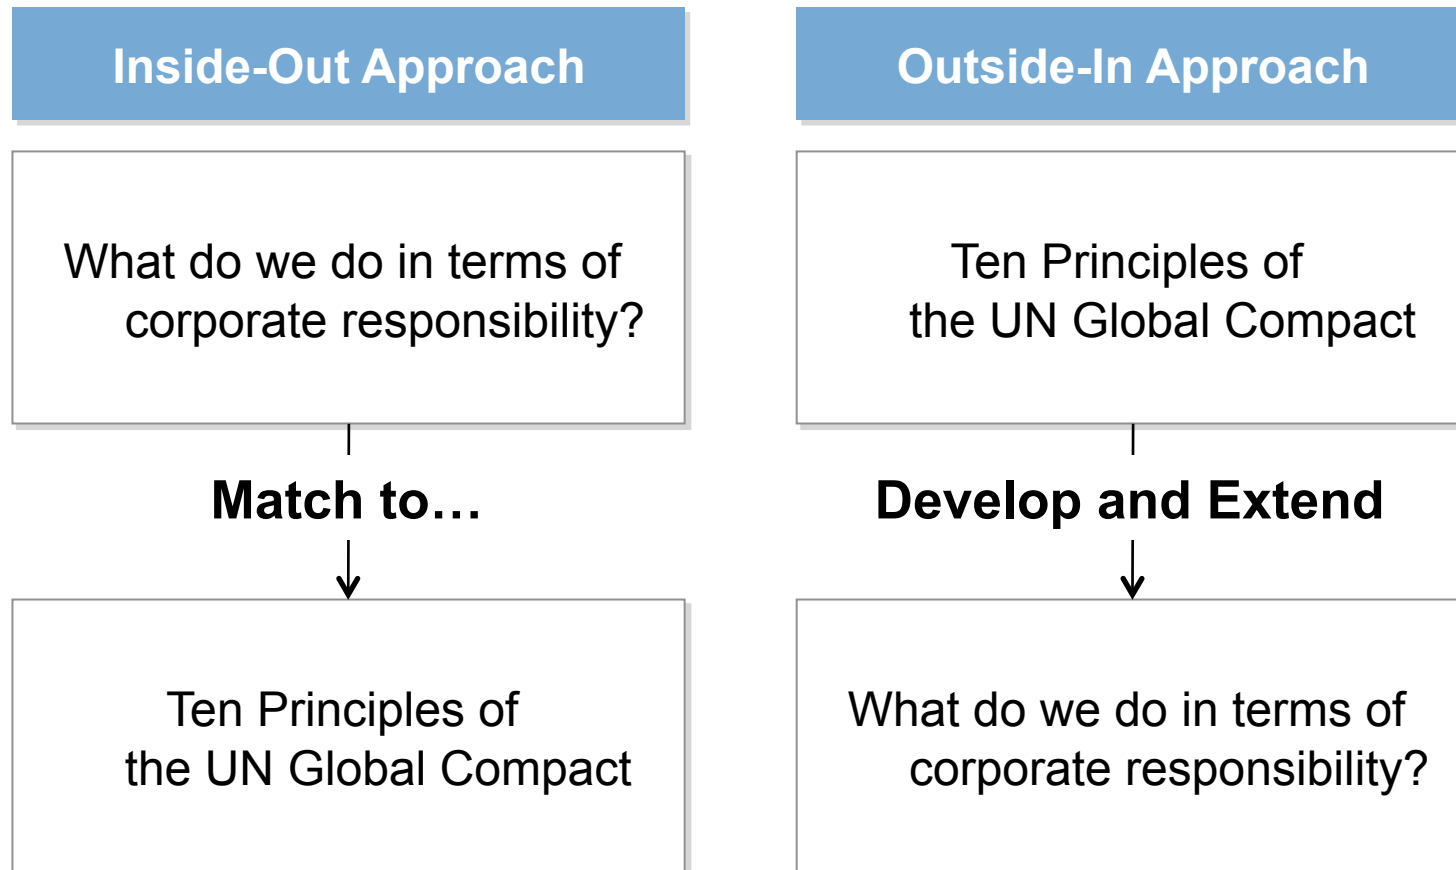 Inside-Out Approach
What do we do in terms of
corporate responsibility?
Match to…
Ten Principles of
the UN Global Compact
Outside-In Approach
Ten Principles of
the UN Global Compact
Develop and Extend
What do we do in terms of
corporate responsibility?